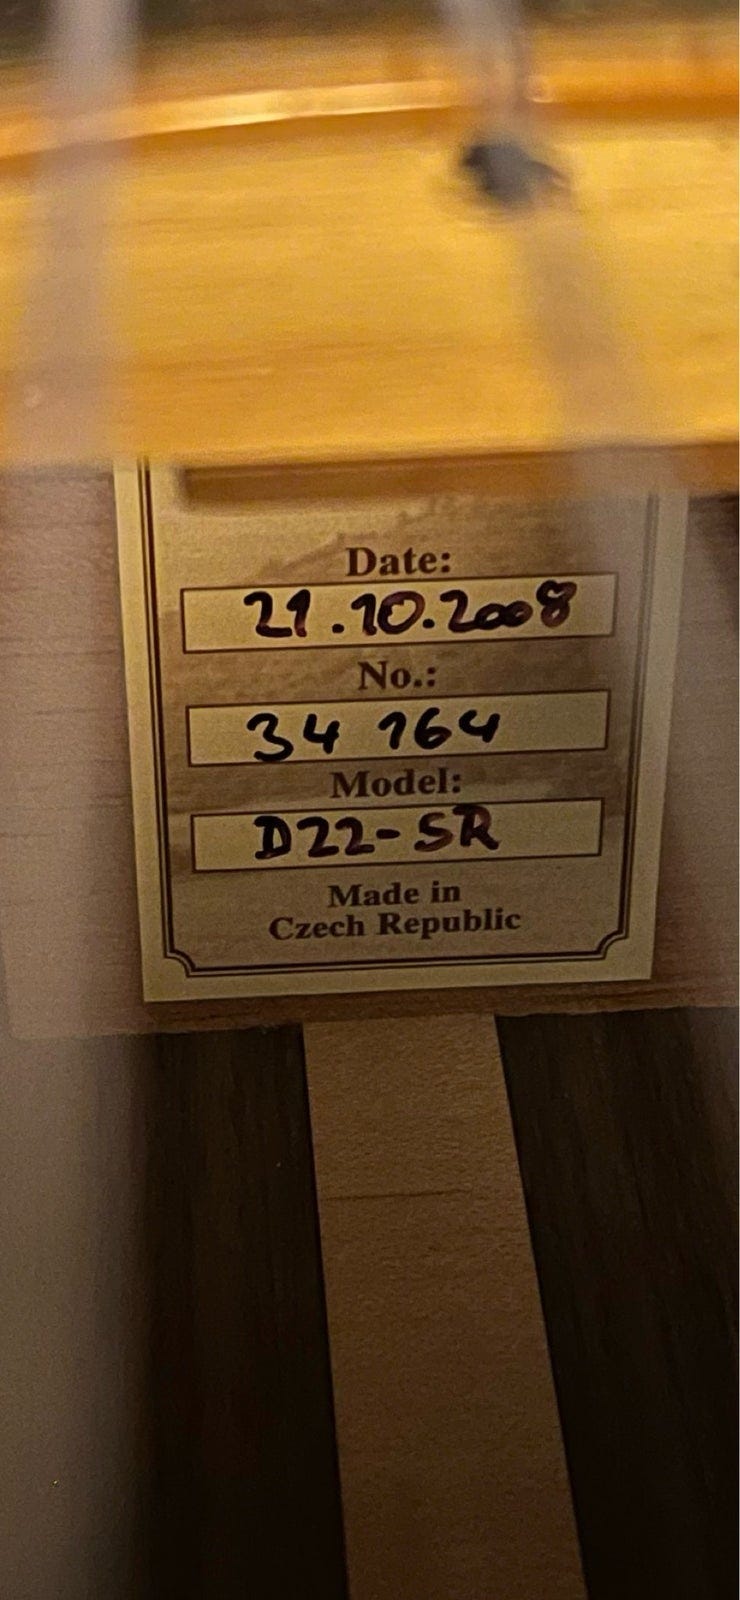 Date:
21.10.2008
No.:
34 164
Model:
D22-SR
Made in
Czech Republic